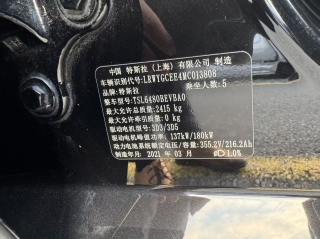 中国 特斯拉(上海)有限公司 制造
车辆识别代号:LRWYGCEE4MC013808
品牌:特斯拉 乘坐人数:5
整车型号:TSL6480BEVBA0
最大允许总质量:2415 kg
最大允许牵引质量:0 kg
驱动电机型号:3D3/3D5
驱动电机峰值功率:137kW/180kW
动力电池系统额定电压/容量:355.2V/216.2Ah
制造年月:2021 年 03 月 1.0%